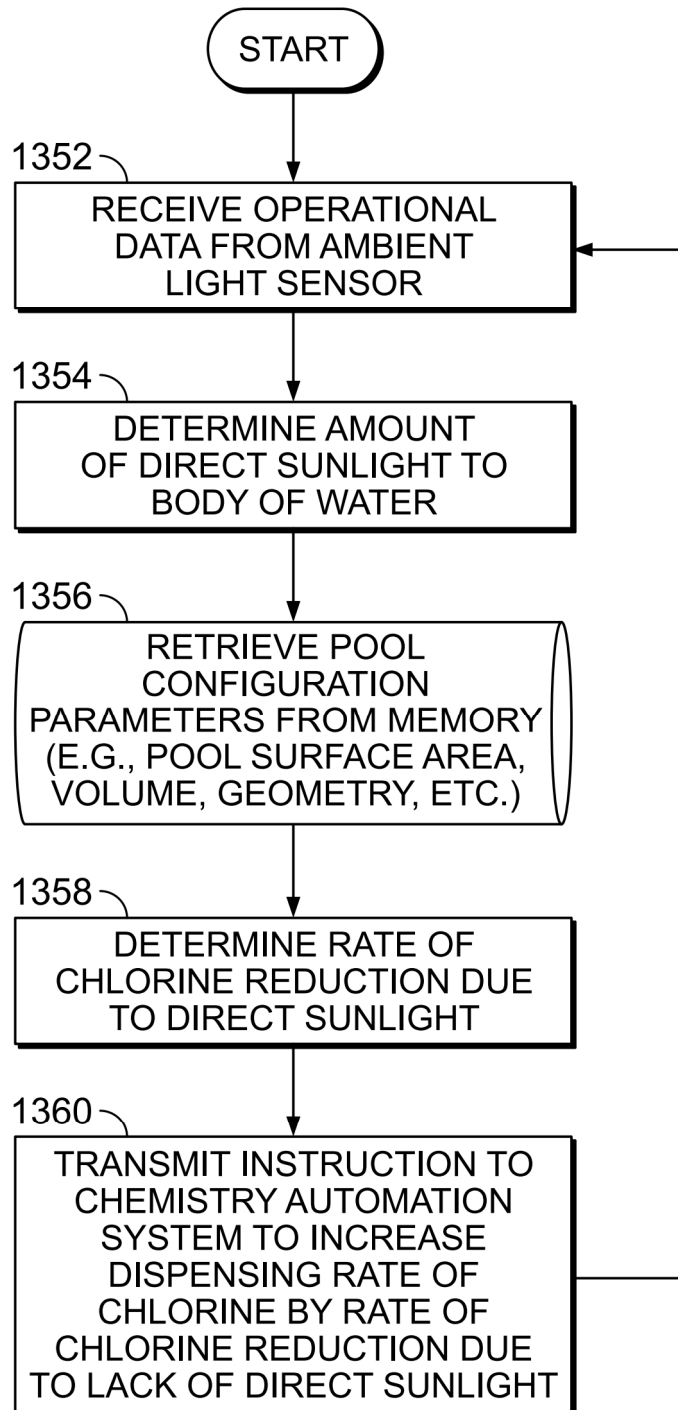 START
1352
RECEIVE OPERATIONAL
DATA FROM AMBIENT
LIGHT SENSOR
1354
DETERMINE AMOUNT
OF DIRECT SUNLIGHT TO
BODY OF WATER
1356
RETRIEVE POOL
CONFIGURATION
PARAMETERS FROM MEMORY
(E.G., POOL SURFACE AREA,
VOLUME, GEOMETRY, ETC.)
1358
DETERMINE RATE OF
CHLORINE REDUCTION DUE
TO DIRECT SUNLIGHT
1360
TRANSMIT INSTRUCTION TO
CHEMISTRY AUTOMATION
SYSTEM TO INCREASE
DISPENSING RATE OF
CHLORINE BY RATE OF
CHLORINE REDUCTION DUE
TO LACK OF DIRECT SUNLIGHT